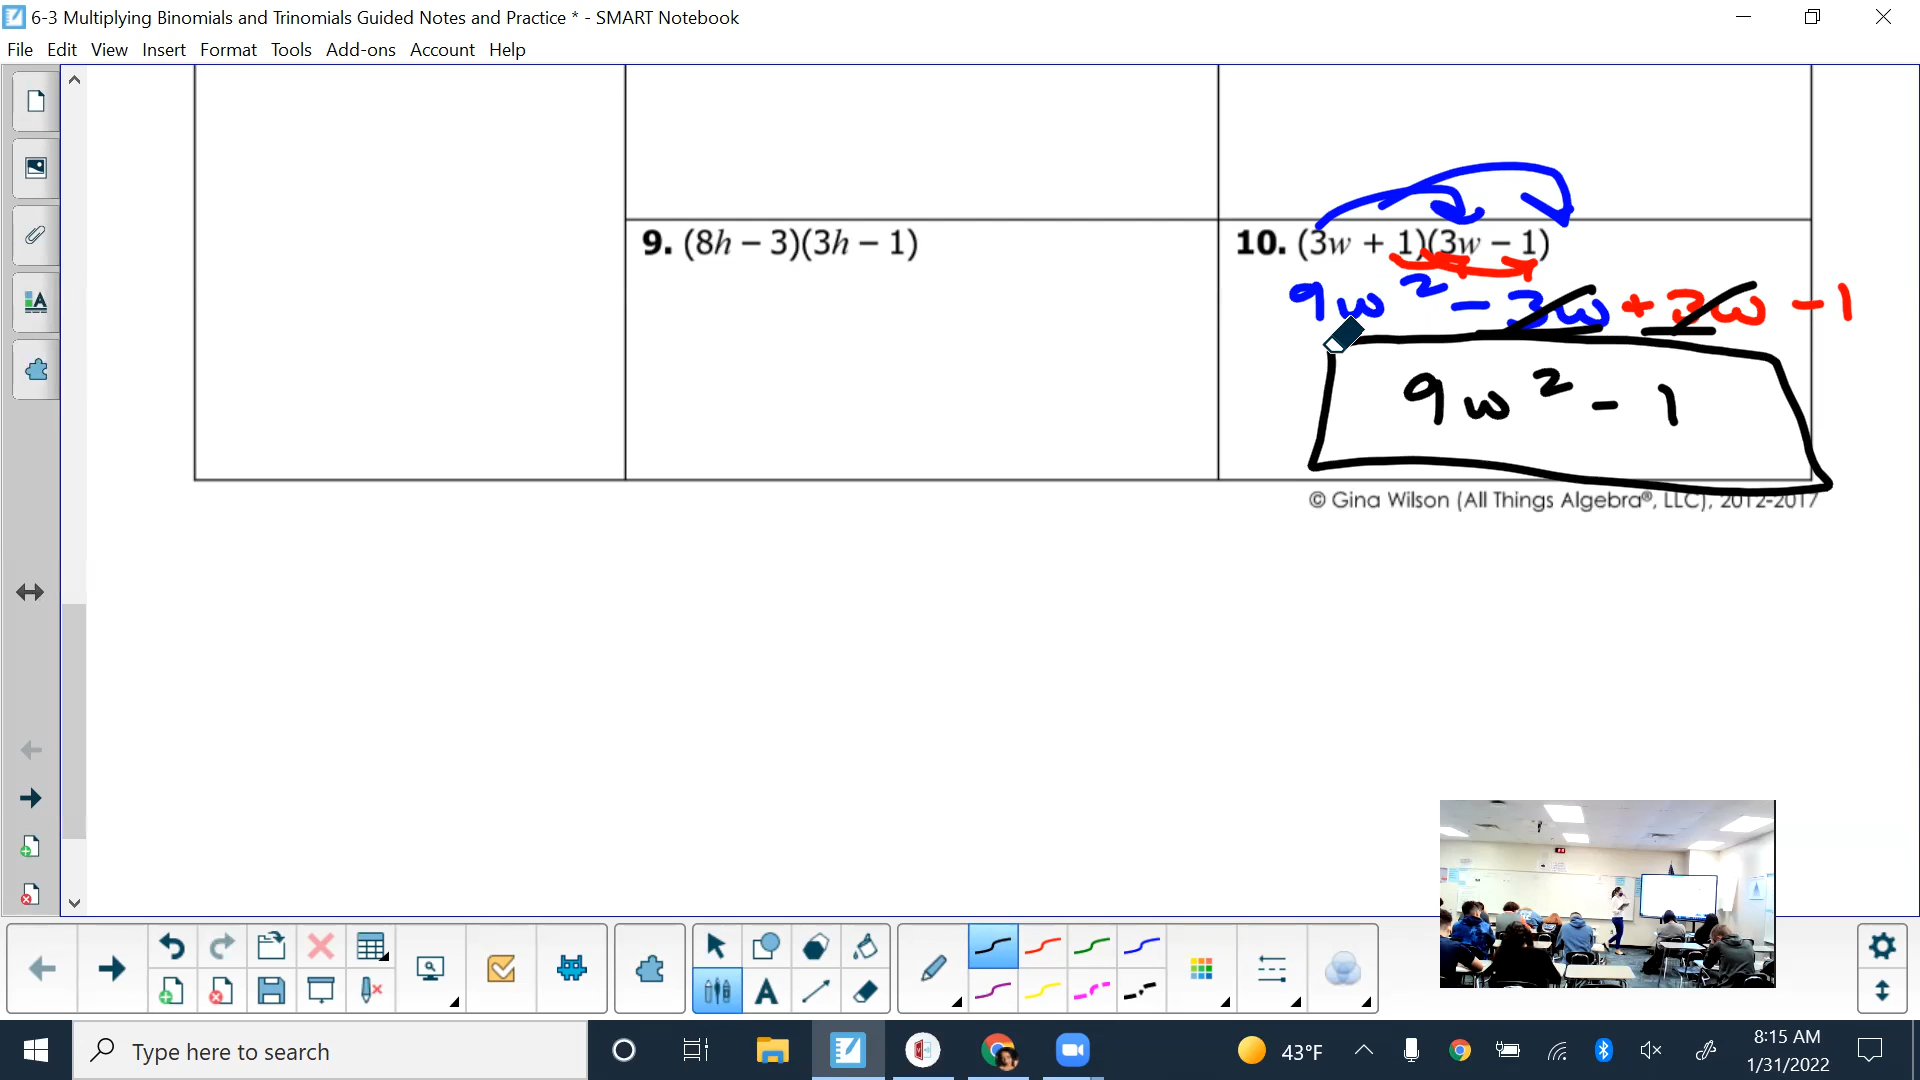 6-3 Multiplying Binomials and Trinomials Guided Notes and Practice * - SMART Notebook
File Edit View Insert Format Tools Add-ons Account Help
9. (8h – 3)(3h – 1)
10. (3w + 1)(3w – 1)
9w² - 3w + 3w - 1
9w² - 1
© Gina Wilson (All Things Algebra®, LLC), 2012-2017
Type here to search
43°F
8:15 AM
1/31/2022